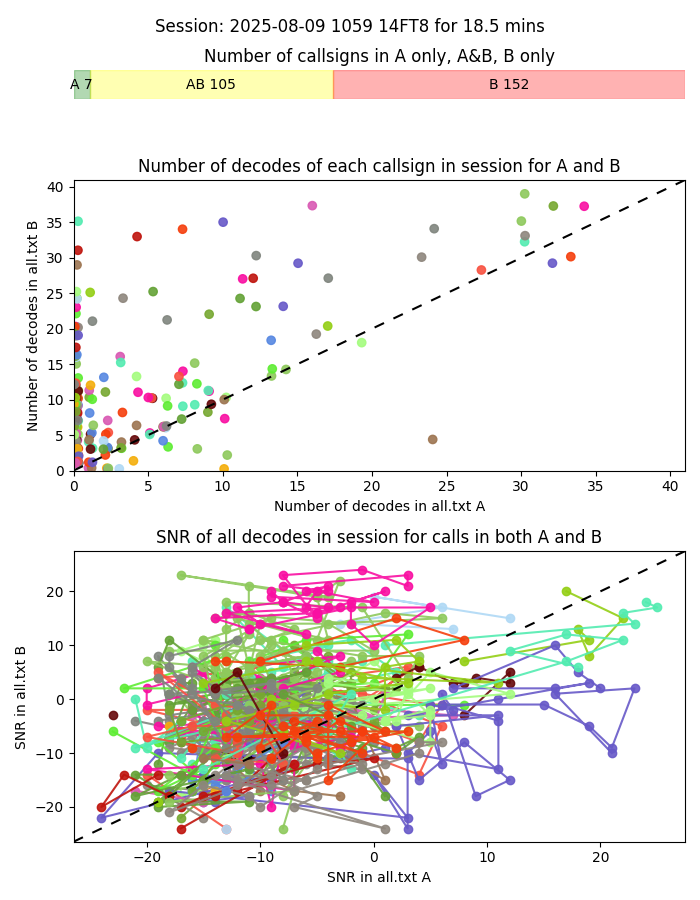 Session: 2025-08-09 1059 14FT8 for 18.5 mins
Number of callsigns in A only, A&B, B only
A 7 AB 105 B 152
Number of decodes of each callsign in session for A and B
40
35
30
25
20
15
10
5
0
Number of decodes in all.txt B
0 5 10 15 20 25 30 35 40
Number of decodes in all.txt A
SNR of all decodes in session for calls in both A and B
20
10
0
−10
−20
SNR in all.txt B
−20 −10 0 10 20
SNR in all.txt A